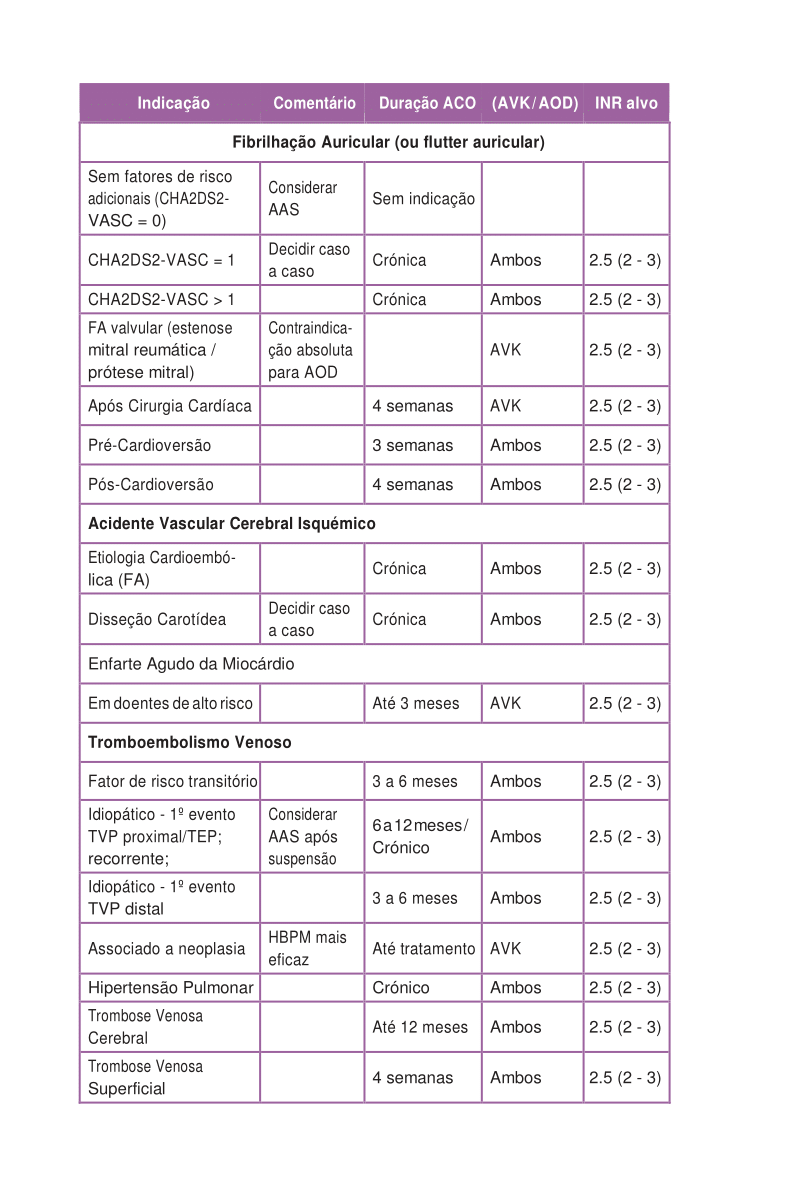 Indicação Comentário Duração ACO (AVK/AOD) INR alvo
Fibrilhação Auricular (ou flutter auricular)
Sem fatores de risco
adicionais (CHA2DS2-
VASC = 0)
Considerar
AAS
Sem indicação
CHA2DS2-VASC = 1
Decidir caso
a caso
Crónica
Ambos
2.5 (2 - 3)
CHA2DS2-VASC > 1 Crónica Ambos 2.5 (2 - 3)
FA valvular (estenose
mitral reumática /
prótese mitral)
Contraindica-
ção absoluta
para AOD
AVK
2.5 (2 - 3)
Após Cirurgia Cardíaca 4 semanas AVK 2.5 (2 - 3)
Pré-Cardioversão 3 semanas Ambos 2.5 (2 - 3)
Pós-Cardioversão 4 semanas Ambos 2.5 (2 - 3)
Acidente Vascular Cerebral Isquémico
Etiologia Cardioembó-
lica (FA)
Crónica
Ambos
2.5 (2 - 3)
Disseção Carotídea
Decidir caso
a caso
Crónica
Ambos
2.5 (2 - 3)
Enfarte Agudo da Miocárdio
Em doentes de alto risco Até 3 meses AVK 2.5 (2 - 3)
Tromboembolismo Venoso
Fator de risco transitório 3 a 6 meses Ambos 2.5 (2 - 3)
Idiopático - 1º evento
TVP proximal/TEP;
recorrente;
Considerar
AAS após
suspensão
6 a 12 meses/
Crónico
Ambos
2.5 (2 - 3)
Idiopático - 1º evento
TVP distal
3 a 6 meses
Ambos
2.5 (2 - 3)
Associado a neoplasia
HBPM mais
eficaz
Até tratamento
AVK
2.5 (2 - 3)
Hipertensão Pulmonar Crónico Ambos 2.5 (2 - 3)
Trombose Venosa
Cerebral
Até 12 meses
Ambos
2.5 (2 - 3)
Trombose Venosa
Superficial
4 semanas
Ambos
2.5 (2 - 3)